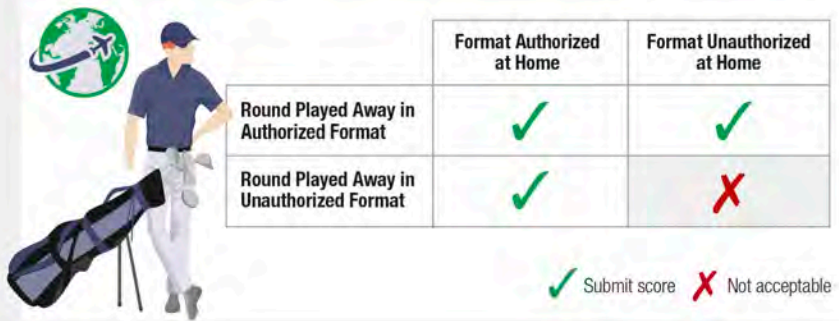 Format Authorized
at Home
Format Unauthorized
at Home
Round Played Away in
Authorized Format
Round Played Away in
Unauthorized Format
Submit score
Not acceptable